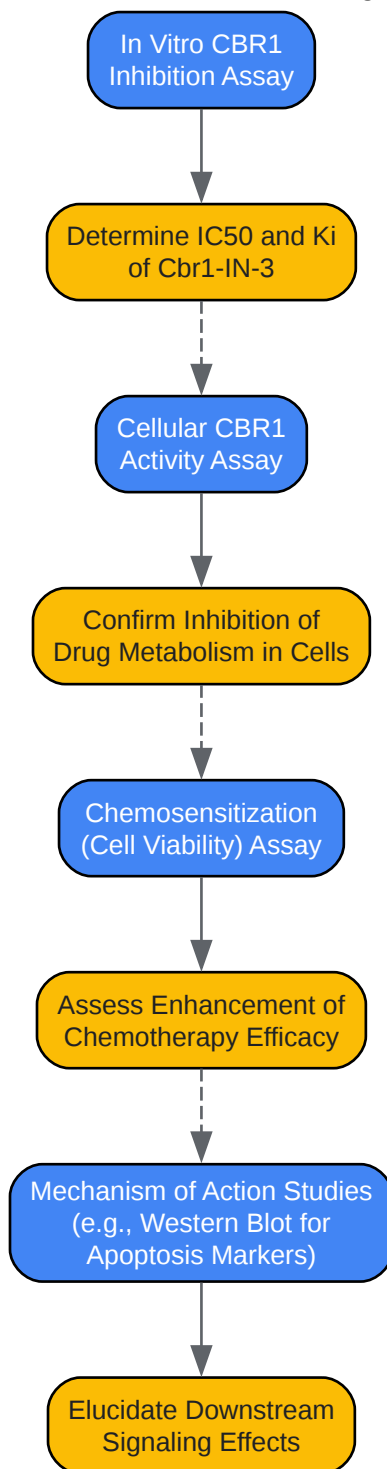 In Vitro CBR1
Inhibition Assay
Determine IC50 and Ki
of Cbr1-IN-3
Cellular CBR1
Activity Assay
Confirm Inhibition of
Drug Metabolism in Cells
Chemosensitization
(Cell Viability) Assay
Assess Enhancement of
Chemotherapy Efficacy
Mechanism of Action Studies
(e.g., Western Blot for
Apoptosis Markers)
Elucidate Downstream
Signaling Effects